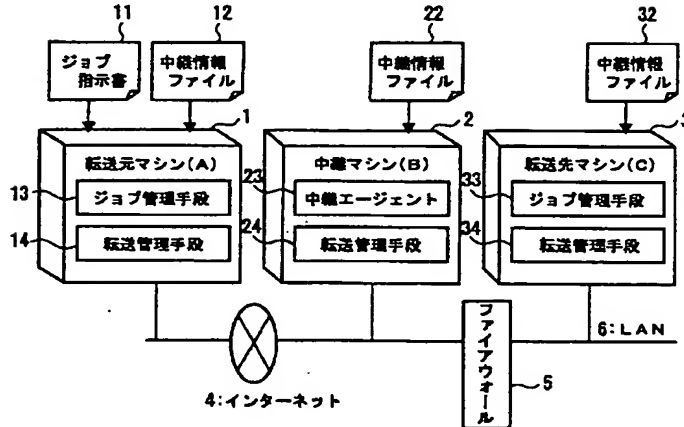 11
12
22
32
ジョブ
指示書
中継情報
ファイル
中継情報
ファイル
中継情報
ファイル
1
2
3
転送元マシン(A)
中継マシン(B)
転送先マシン(C)
13
ジョブ管理手段
23
中継エージェント
33
ジョブ管理手段
14
転送管理手段
24
転送管理手段
34
転送管理手段
ファイアウォール
6:LAN
5
4:インターネット